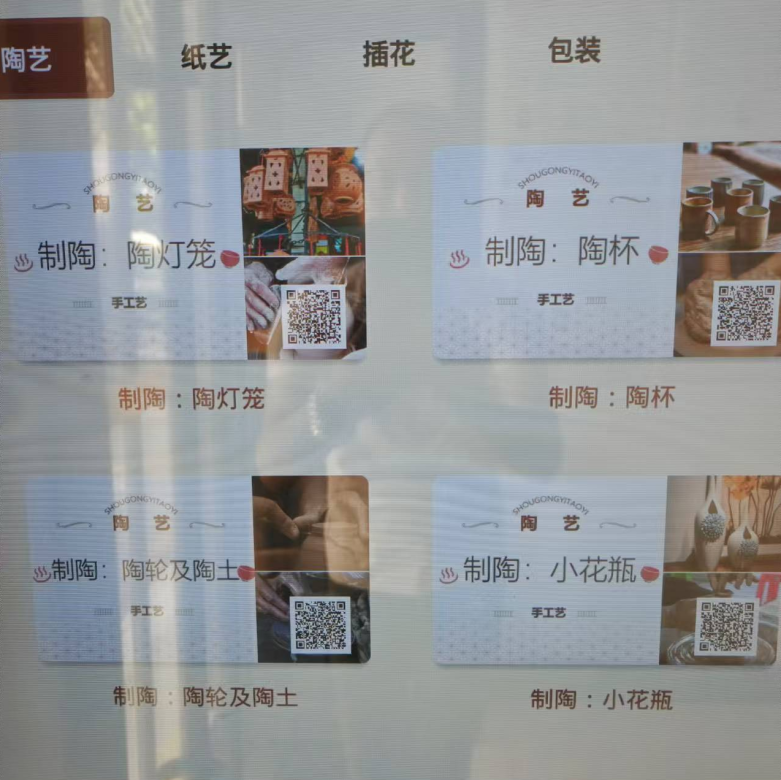 陶艺
纸艺
插花
包装
SHOUGONGYITAOYI
陶 艺
制陶：陶灯笼
手工艺
制陶：陶灯笼
SHOUGONGYITAOYI
陶 艺
制陶：陶杯
手工艺
制陶：陶杯
SHOUGONGYITAOYI
陶 艺
制陶：陶轮及陶土
手工艺
制陶：陶轮及陶土
SHOUGONGYITAOYI
陶 艺
制陶：小花瓶
手工艺
制陶：小花瓶